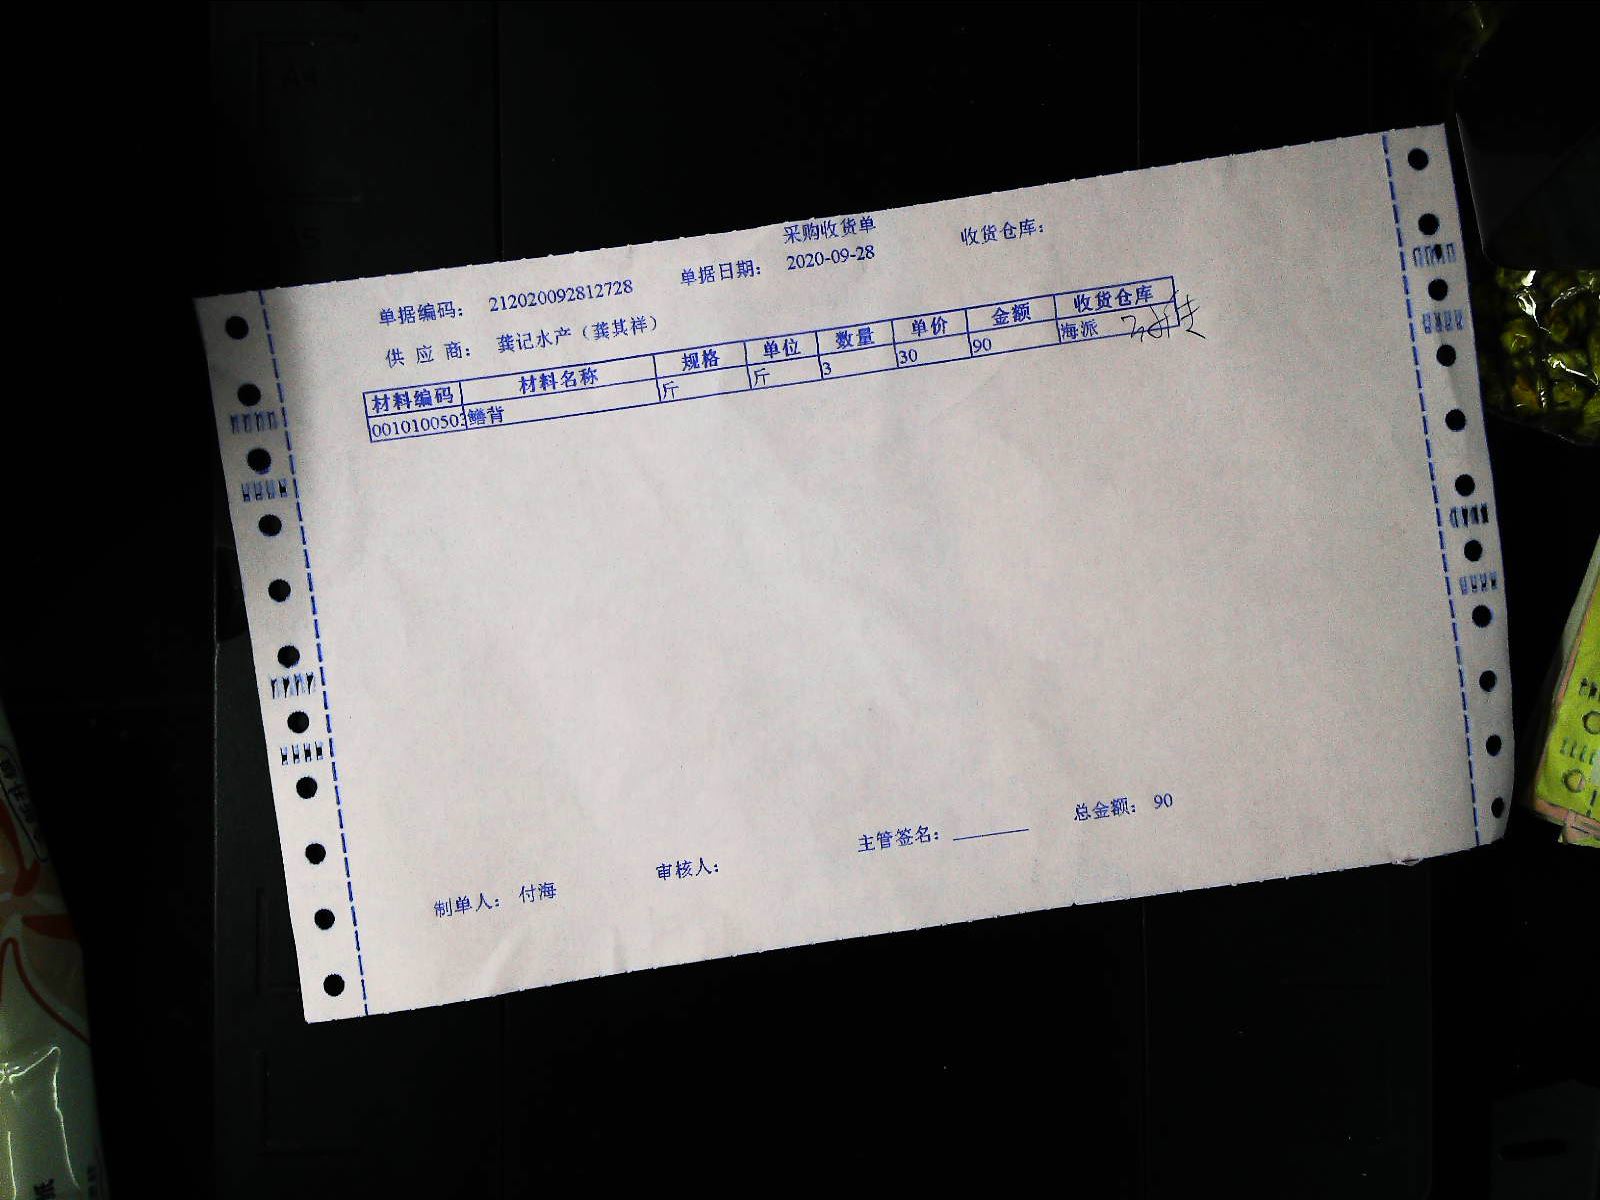 采购收货单
单据编码： 212020092812728 单据日期： 2020-09-28 收货仓库：
供 应 商： 龚记水产（龚其祥）
材料编码 材料名称 规格 单位 数量 单价 金额 收货仓库
0010100503 鳝背 斤 斤 3 30 90 海派
制单人： 付海 审核人： 主管签名： 总金额： 90